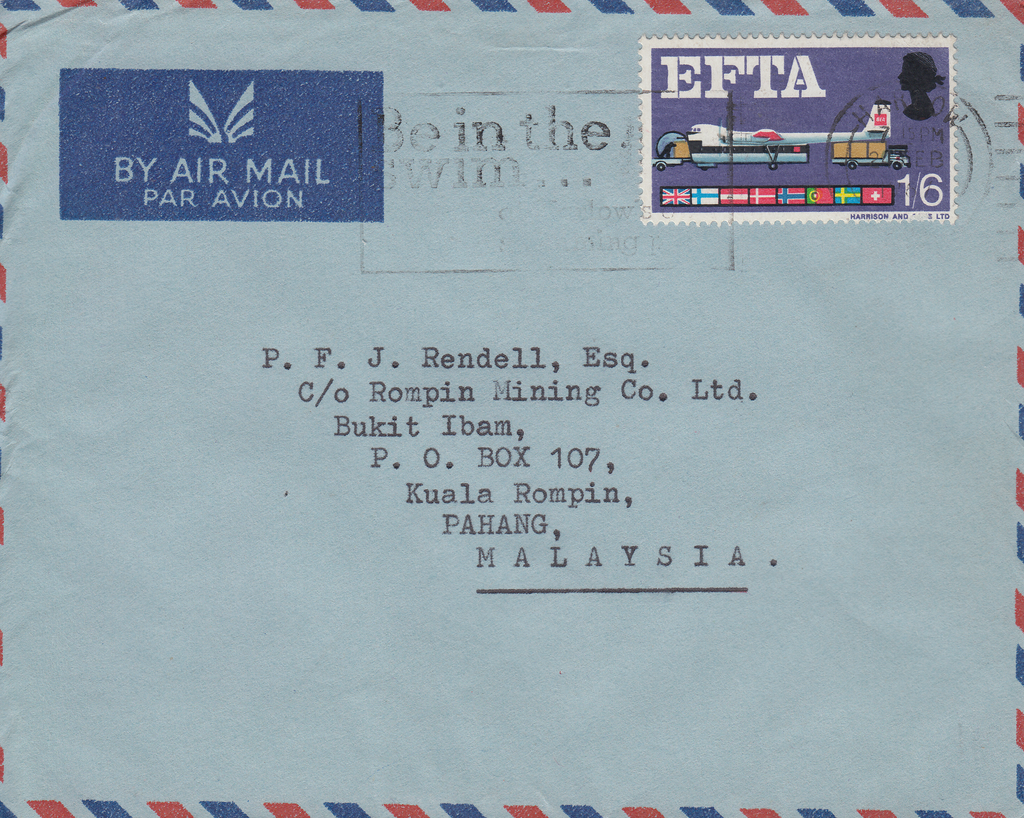 EFTA
BY AIR MAIL
PAR AVION
Be in the
swim...
1/6
HARRISON AND
LTD
P. F. J. Rendell, Esq.
C/o Rompin Mining Co. Ltd.
Bukit Ibam,
P. O. BOX 107,
Kuala Rompin,
PAHANG,
M A L A Y S I A .